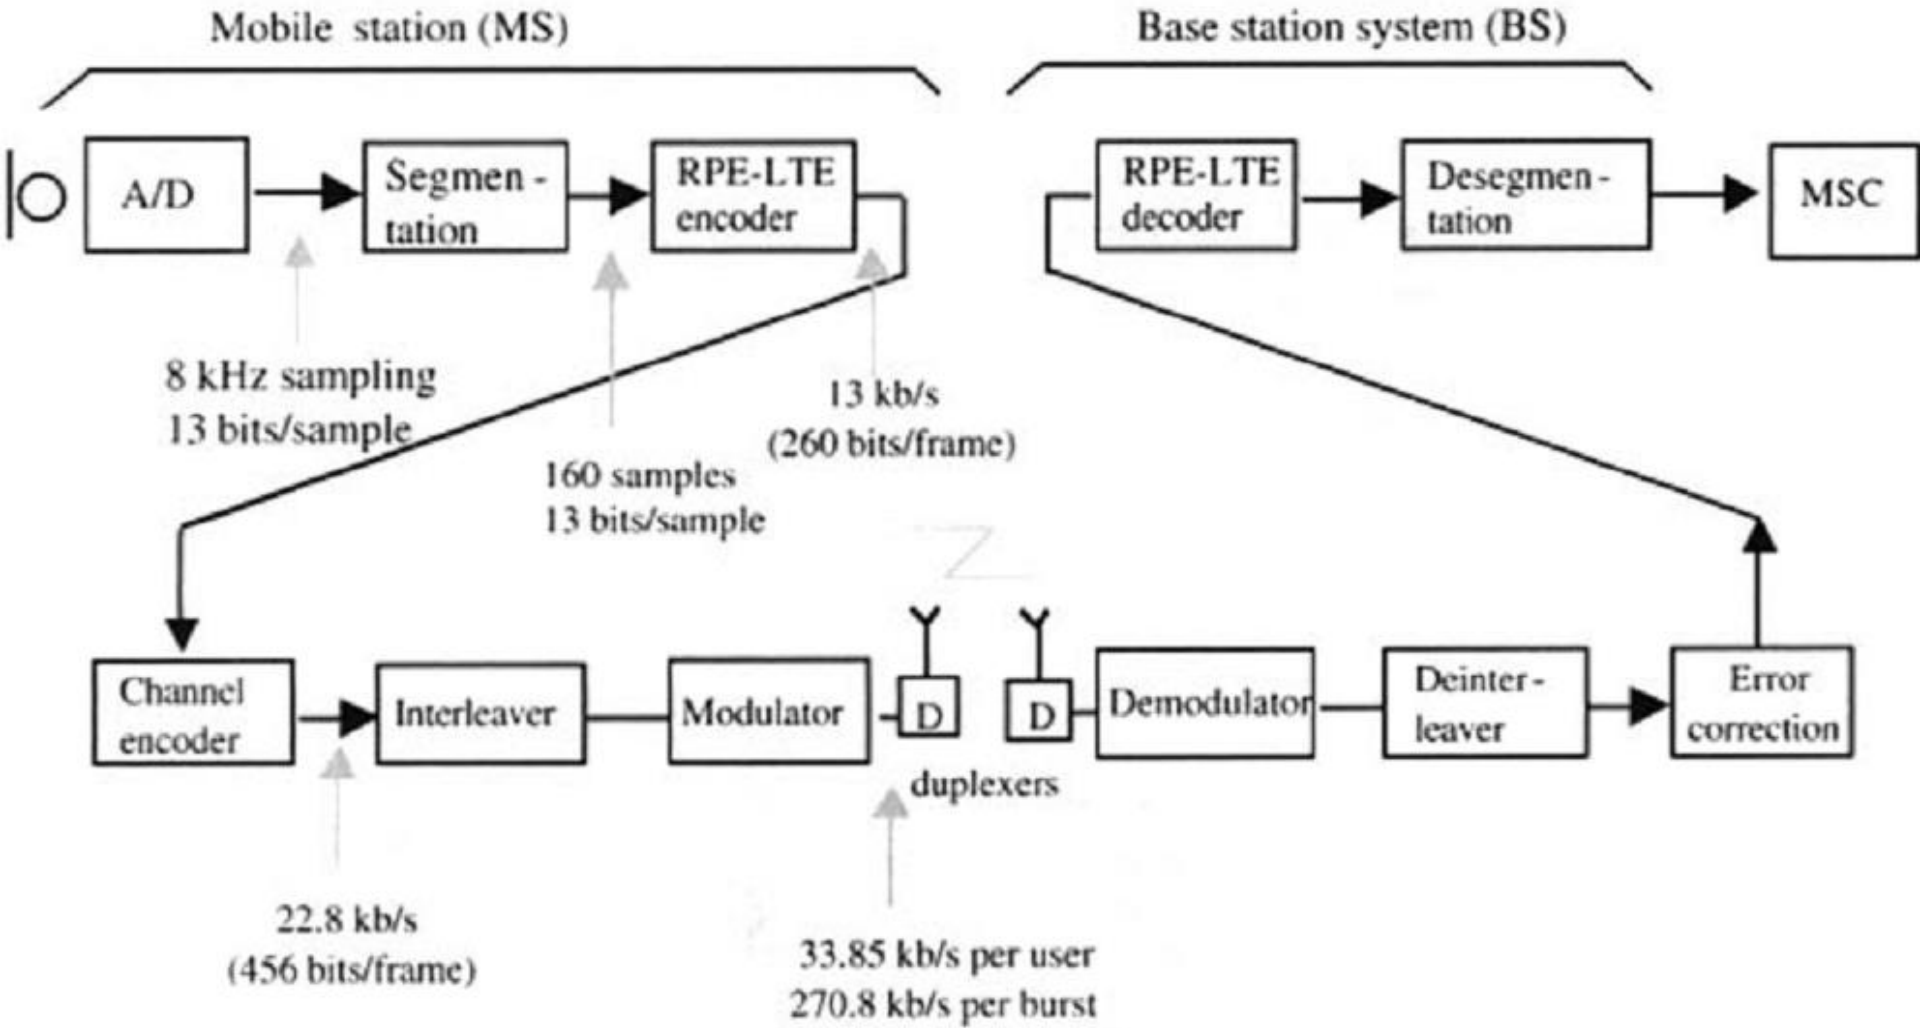 Mobile station (MS)
Base station system (BS)
A/D
Segmen -
tation
RPE-LTE
encoder
RPE-LTE
decoder
Desegmen -
tation
MSC
8 kHz sampling
13 bits/sample
160 samples
13 bits/sample
13 kb/s
(260 bits/frame)
Channel
encoder
Interleaver
Modulator
D
D
Demodulator
Deinter -
leaver
Error
correction
duplexers
22.8 kb/s
(456 bits/frame)
33.85 kb/s per user
270.8 kb/s per burst